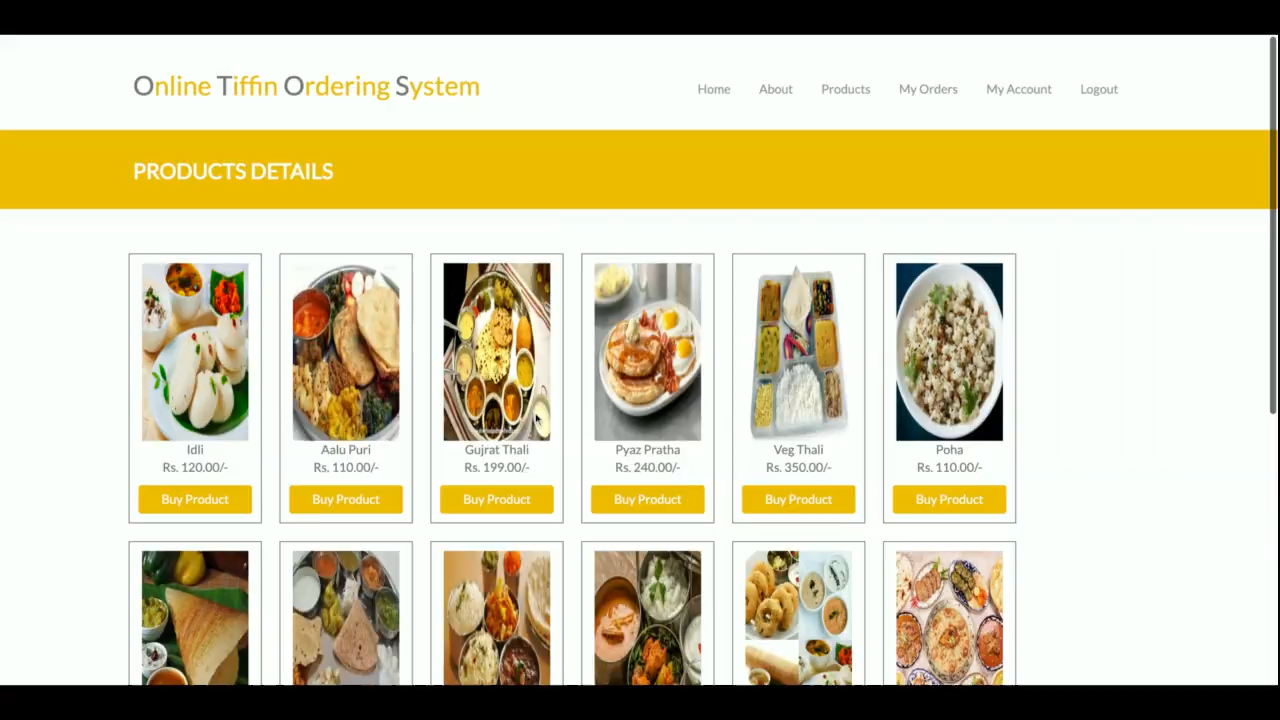 Online Tiffin Ordering System
Home About Products My Orders My Account Logout
PRODUCTS DETAILS
Idli
Rs. 120.00/-
Buy Product
Aalu Puri
Rs. 110.00/-
Buy Product
Gujrat Thali
Rs. 199.00/-
Buy Product
Pyaz Pratha
Rs. 240.00/-
Buy Product
Veg Thali
Rs. 350.00/-
Buy Product
Poha
Rs. 110.00/-
Buy Product